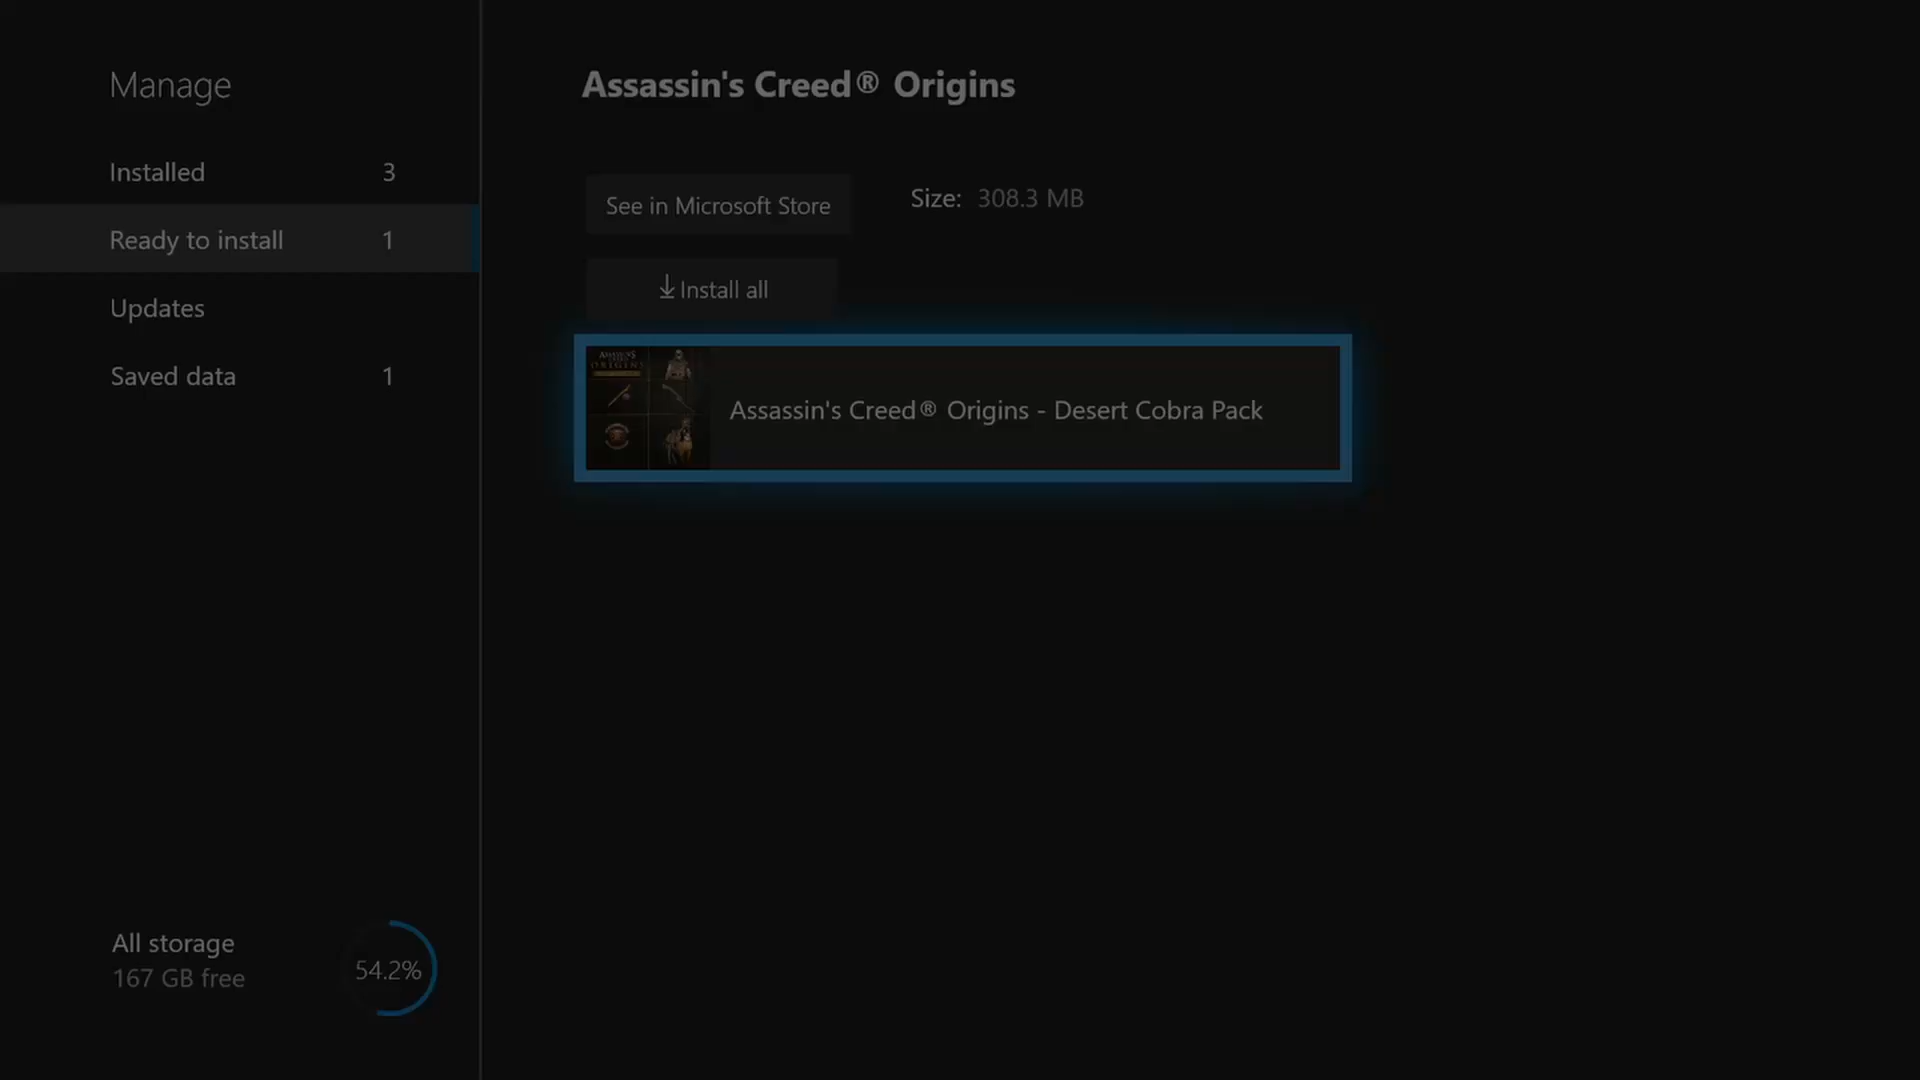 Manage
Installed 3
Ready to install 1
Updates
Saved data 1
All storage
167 GB free
54.2%
Assassin's Creed® Origins
See in Microsoft Store
Size: 308.3 MB
Install all
ORIGINS
Assassin's Creed® Origins - Desert Cobra Pack